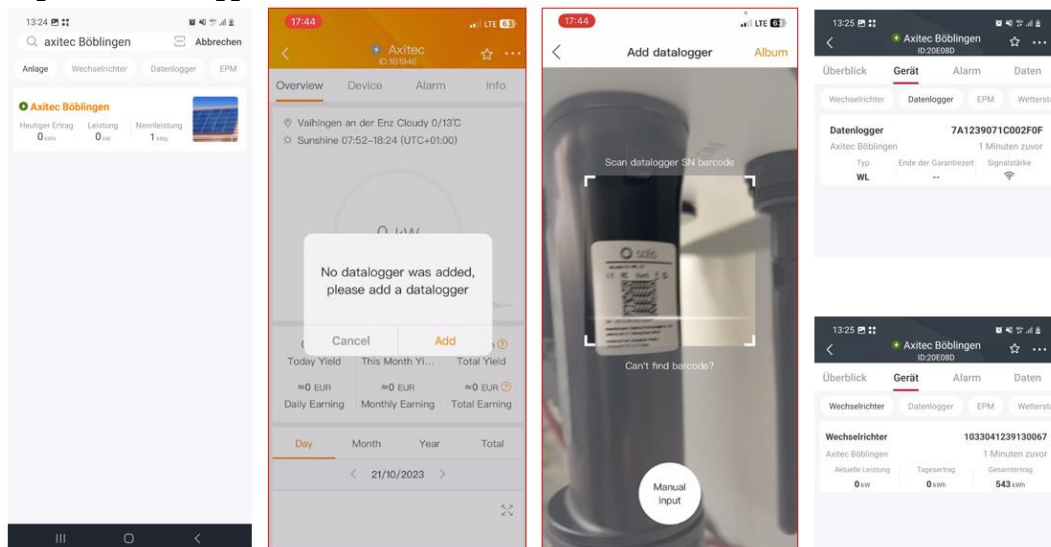 13:24
axitec Böblingen
Abbrechen
Anlage
Wechselrichter
Datenlogger
EPM
Axitec Böblingen
Heutiger Ertrag
Leistung
Nennleistung
0 kWh
0 kW
1 kWp
17:44
LTE 63
Axitec
ID:161946
Overview
Device
Alarm
Info
Vaihingen an der Enz Cloudy 0/13℃
Sunshine 07:52–18:24 (UTC+01:00)
0 kW
No datalogger was added,
please add a datalogger
Cancel
Add
Today Yield
This Month Yi...
Total Yield
≈0 EUR
≈0 EUR
≈0 EUR
Daily Earning
Monthly Earning
Total Earning
Day
Month
Year
Total
< 21/10/2023 >
17:44
LTE 63
Add datalogger
Album
Scan datalogger SN barcode
solis
Can't find barcode?
Manual
input
13:25
Axitec Böblingen
ID:20E08D
Überblick
Gerät
Alarm
Daten
Wechselrichter
Datenlogger
EPM
Datenlogger
7A1239071C002F0F
Axitec Böblingen
1 Minuten zuvor
Typ
Ende der Garantiezeit
Signalstärke
WL
--
13:25
Axitec Böblingen
ID:20E08D
Überblick
Gerät
Alarm
Daten
Wechselrichter
Datenlogger
EPM
Wechselrichter
1033041239130067
Axitec Böblingen
1 Minuten zuvor
Aktuelle Leistung
Tagesertrag
Gesamtertrag
0 kW
0 kWh
543 kWh